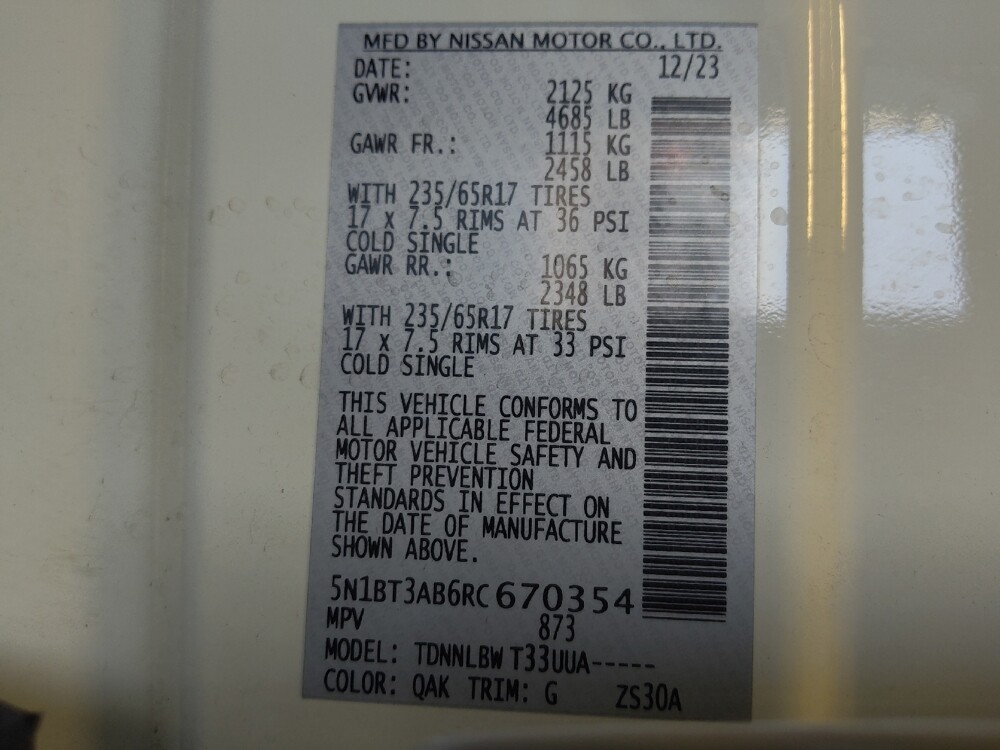 MFD BY NISSAN MOTOR CO., LTD.
DATE: 12/23
GVWR: 2125 KG
4685 LB
GAWR FR.: 1115 KG
2458 LB
WITH 235/65R17 TIRES
17 x 7.5 RIMS AT 36 PSI
COLD SINGLE
GAWR RR.: 1065 KG
2348 LB
WITH 235/65R17 TIRES
17 x 7.5 RIMS AT 33 PSI
COLD SINGLE
THIS VEHICLE CONFORMS TO
ALL APPLICABLE FEDERAL
MOTOR VEHICLE SAFETY AND
THEFT PREVENTION
STANDARDS IN EFFECT ON
THE DATE OF MANUFACTURE
SHOWN ABOVE.
5N1BT3AB6RC670354
MPV 873
MODEL: TDNNLBW T33UUA-----
COLOR: QAK TRIM: G ZS30A